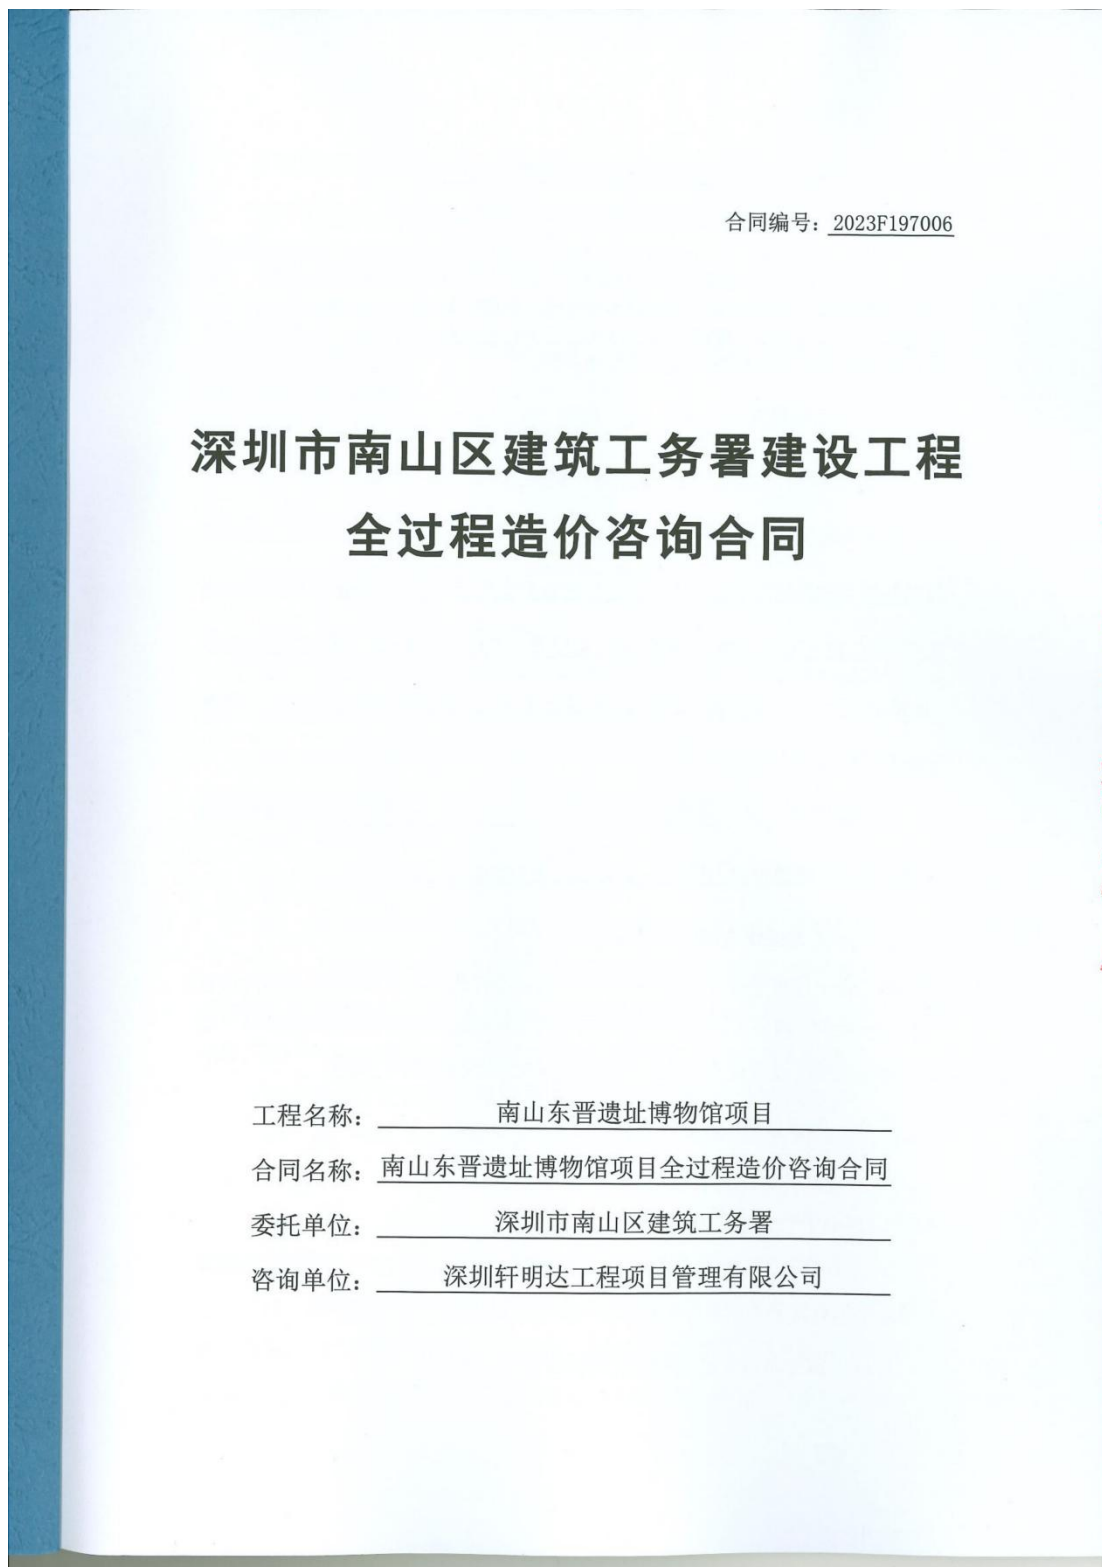 合同编号：2023F197006
深圳市南山区建筑工务署建设工程
全过程造价咨询合同
工程名称：南山东晋遗址博物馆项目
合同名称：南山东晋遗址博物馆项目全过程造价咨询合同
委托单位：深圳市南山区建筑工务署
咨询单位：深圳轩明达工程项目管理有限公司